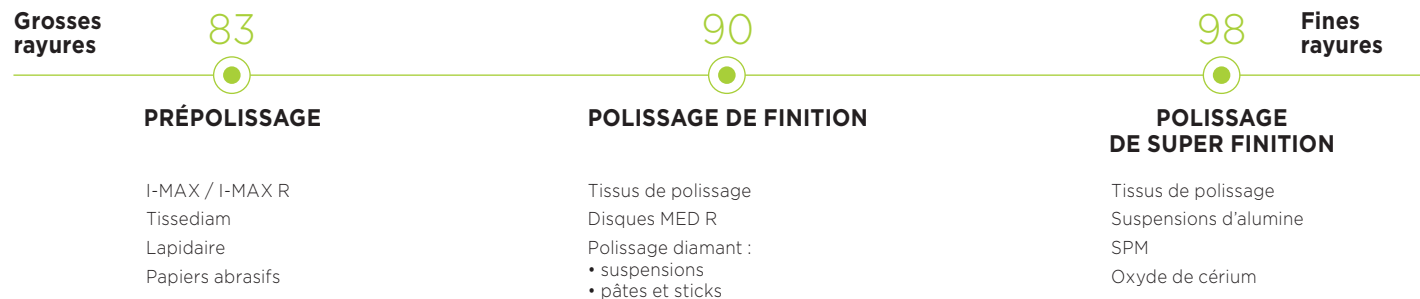 Grosses
rayures
83
90
98
Fines
rayures
PRÉPOLISSAGE
I-MAX / I-MAX R
Tissediam
Lapidaire
Papiers abrasifs
POLISSAGE DE FINITION
Tissus de polissage
Disques MED R
Polissage diamant :
• suspensions
• pâtes et sticks
POLISSAGE
DE SUPER FINITION
Tissus de polissage
Suspensions d’alumine
SPM
Oxyde de cérium